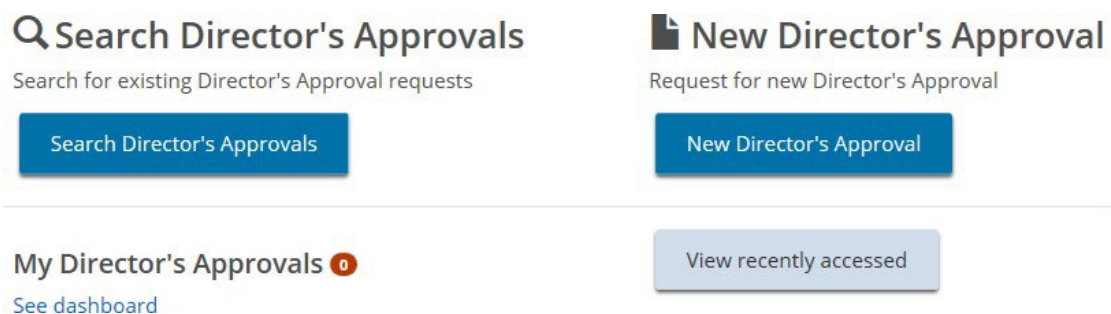 Search Director's Approvals
Search for existing Director's Approval requests
Search Director's Approvals
New Director's Approval
Request for new Director's Approval
New Director's Approval
My Director's Approvals 0
See dashboard
View recently accessed